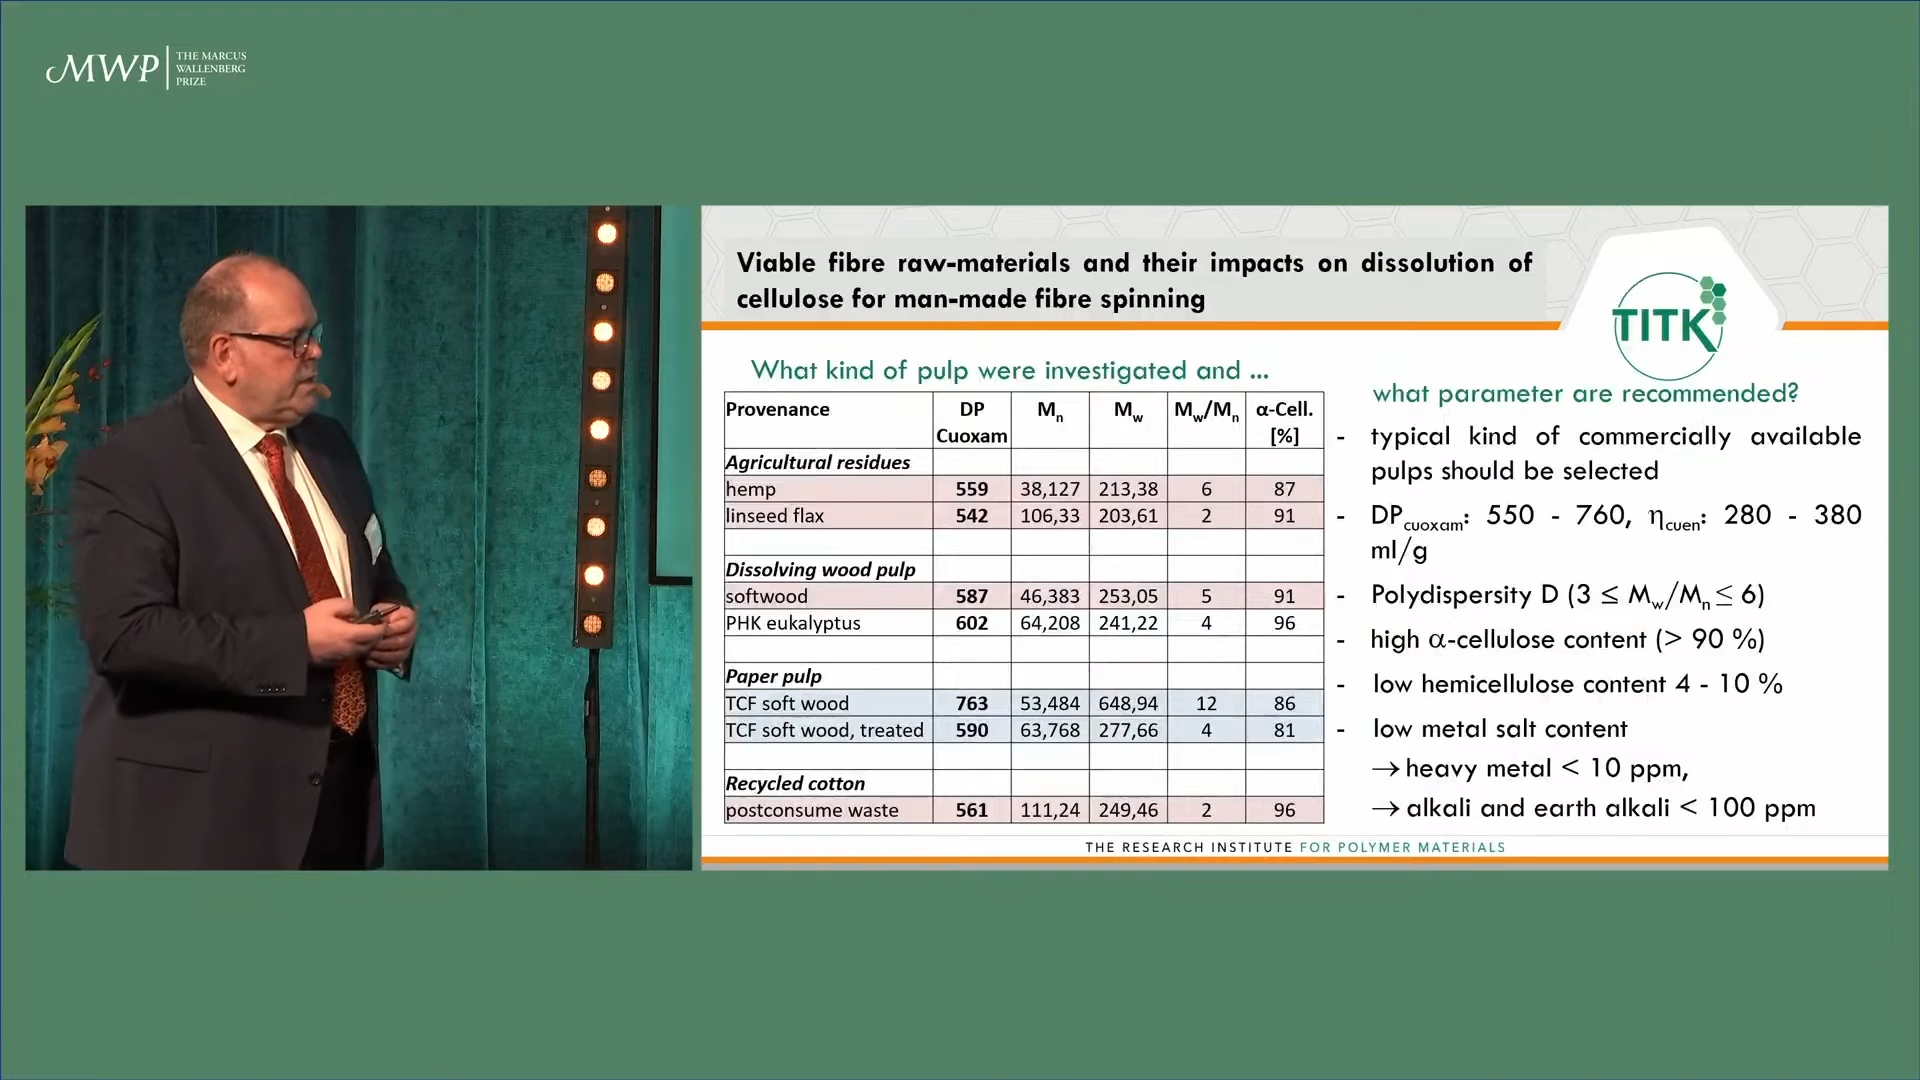 MWP
THE MARCUS
WALLENBERG
PRIZE
Viable fibre raw-materials and their impacts on dissolution of
cellulose for man-made fibre spinning
TITK
What kind of pulp were investigated and ...
Provenance DP Cuoxam Mn Mw Mw/Mn α-Cell. [%]
Agricultural residues
hemp 559 38,127 213,38 6 87
linseed flax 542 106,33 203,61 2 91
Dissolving wood pulp
softwood 587 46,383 253,05 5 91
PHK eukalyptus 602 64,208 241,22 4 96
Paper pulp
TCF soft wood 763 53,484 648,94 12 86
TCF soft wood, treated 590 63,768 277,66 4 81
Recycled cotton
postconsume waste 561 111,24 249,46 2 96
what parameter are recommended?
- typical kind of commercially available
pulps should be selected
- DPcuoxam: 550 - 760, ηcuen: 280 - 380
ml/g
- Polydispersity D (3 ≤ Mw/Mn ≤ 6)
- high α-cellulose content (> 90 %)
- low hemicellulose content 4 - 10 %
- low metal salt content
→ heavy metal < 10 ppm,
→ alkali and earth alkali < 100 ppm
THE RESEARCH INSTITUTE FOR POLYMER MATERIALS